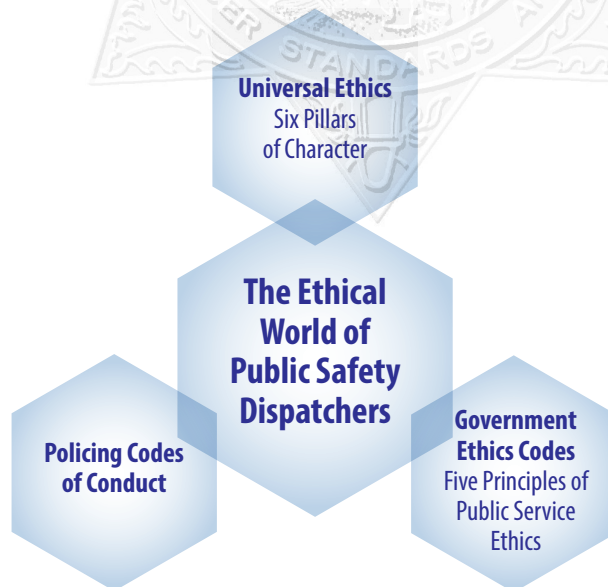 STANDARDS
Universal Ethics
Six Pillars
of Character
The Ethical
World of
Public Safety
Dispatchers
Policing Codes
of Conduct
Government
Ethics Codes
Five Principles of
Public Service
Ethics